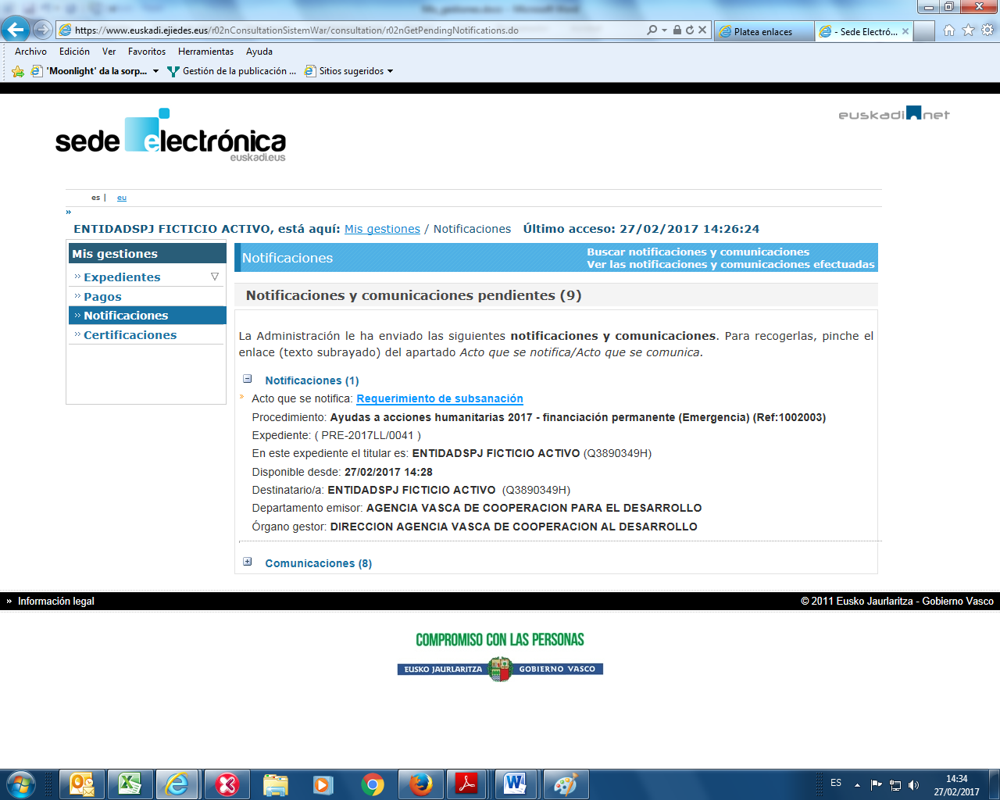 https://www.euskadi.ejiedes.eus/r02nConsultationSistemWar/consultation/r02nGetPendingNotifications.do
Platea enlaces
- Sede Electró...
Archivo Edición Ver Favoritos Herramientas Ayuda
'Moonlight' da la sorp... Gestión de la publicación ... Sitios sugeridos
sede electrónica
euskadi.eus
euskadi.net
es | eu
»
ENTIDADSPJ FICTICIO ACTIVO, está aquí: Mis gestiones / Notificaciones Último acceso: 27/02/2017 14:26:24
Mis gestiones
Expedientes
Pagos
Notificaciones
Certificaciones
Notificaciones
Buscar notificaciones y comunicaciones
Ver las notificaciones y comunicaciones efectuadas
Notificaciones y comunicaciones pendientes (9)
La Administración le ha enviado las siguientes notificaciones y comunicaciones. Para recogerlas, pinche el
enlace (texto subrayado) del apartado Acto que se notifica/Acto que se comunica.
Notificaciones (1)
Acto que se notifica: Requerimiento de subsanación
Procedimiento: Ayudas a acciones humanitarias 2017 - financiación permanente (Emergencia) (Ref:1002003)
Expediente: ( PRE-2017LL/0041 )
En este expediente el titular es: ENTIDADSPJ FICTICIO ACTIVO (Q3890349H)
Disponible desde: 27/02/2017 14:28
Destinatario/a: ENTIDADSPJ FICTICIO ACTIVO (Q3890349H)
Departamento emisor: AGENCIA VASCA DE COOPERACION PARA EL DESARROLLO
Órgano gestor: DIRECCION AGENCIA VASCA DE COOPERACION AL DESARROLLO
Comunicaciones (8)
» Información legal
© 2011 Eusko Jaurlaritza - Gobierno Vasco
COMPROMISO CON LAS PERSONAS
EUSKO JAURLARITZA GOBIERNO VASCO
ES
14:34
27/02/2017